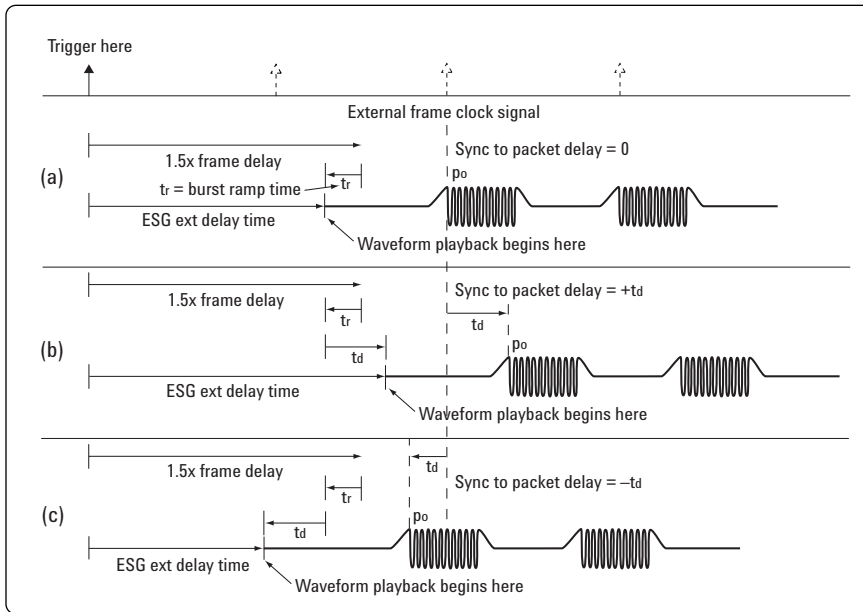 Trigger here
External frame clock signal
1.5x frame delay
Sync to packet delay = 0
(a)
tr
po
tr = burst ramp time
ESG ext delay time
Waveform playback begins here
1.5x frame delay
Sync to packet delay = +td
tr
td
(b)
td
po
ESG ext delay time
Waveform playback begins here
1.5x frame delay
td
Sync to packet delay = –td
tr
(c)
td
po
ESG ext delay time
Waveform playback begins here